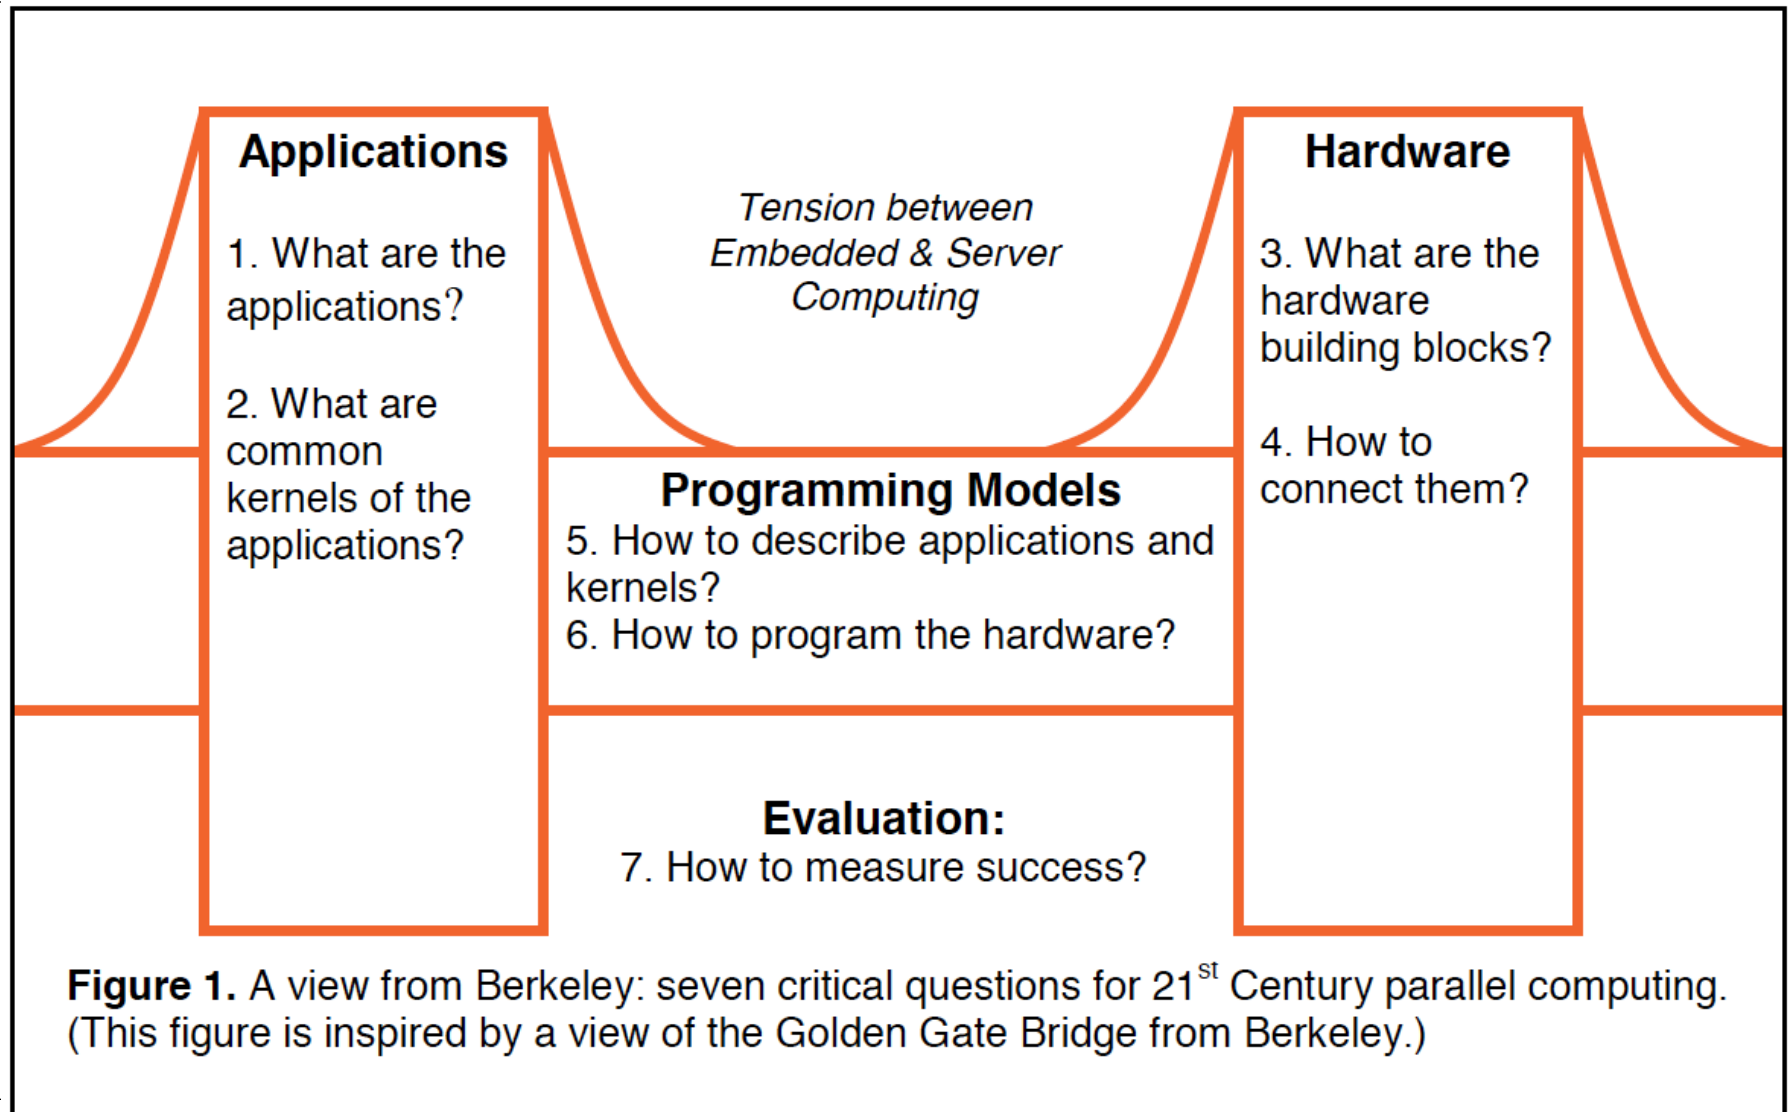 Applications
1. What are the
applications?
2. What are
common
kernels of the
applications?
Tension between
Embedded & Server
Computing
Hardware
3. What are the
hardware
building blocks?
4. How to
connect them?
Programming Models
5. How to describe applications and
kernels?
6. How to program the hardware?
Evaluation:
7. How to measure success?
Figure 1. A view from Berkeley: seven critical questions for 21st Century parallel computing.
(This figure is inspired by a view of the Golden Gate Bridge from Berkeley.)